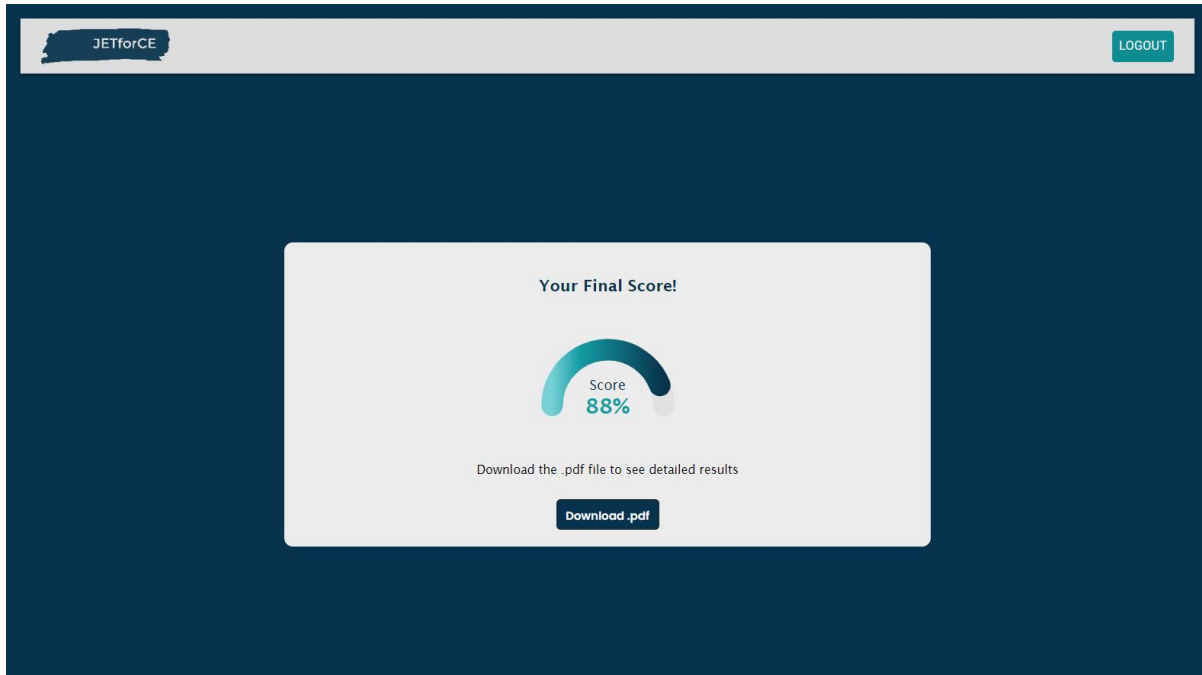 JETforCE
LOGOUT
Your Final Score!
Score
88%
Download the .pdf file to see detailed results
Download .pdf